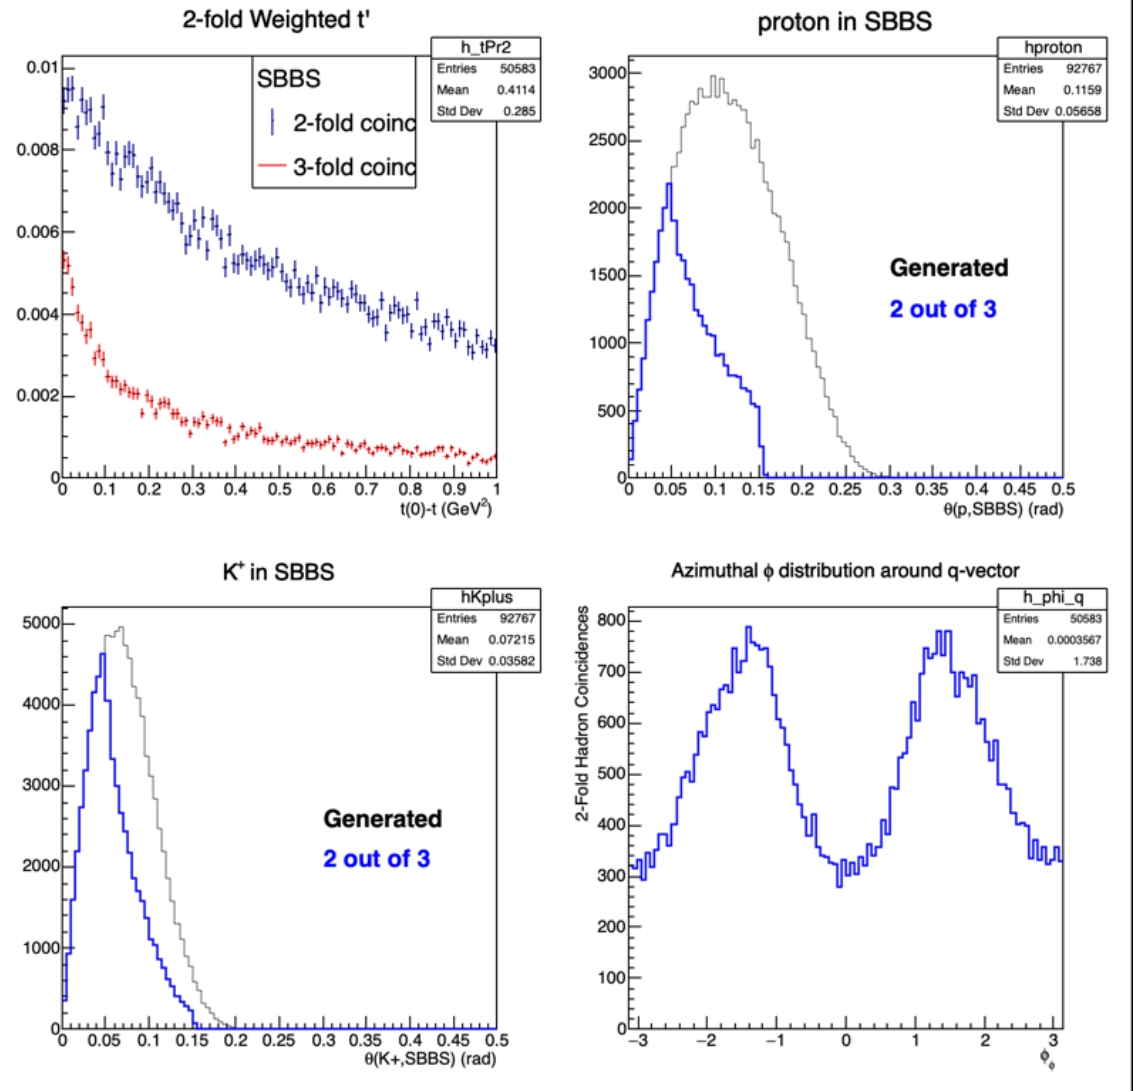 2-fold Weighted t'
h_tPr2
Entries 50583
Mean 0.4114
Std Dev 0.285
SBBS
2-fold coinc
3-fold coinc
0.01
0.008
0.006
0.004
0.002
0
0 0.1 0.2 0.3 0.4 0.5 0.6 0.7 0.8 0.9 1
t(0)-t (GeV²)
proton in SBBS
hproton
Entries 92767
Mean 0.1159
Std Dev 0.05658
3000
2500
2000
1500
1000
500
0
Generated
2 out of 3
0 0.05 0.1 0.15 0.2 0.25 0.3 0.35 0.4 0.45 0.5
θ(p,SBBS) (rad)
K⁺ in SBBS
hKplus
Entries 92767
Mean 0.07215
Std Dev 0.03582
5000
4000
3000
2000
1000
0
Generated
2 out of 3
0 0.05 0.1 0.15 0.2 0.25 0.3 0.35 0.4 0.45 0.5
θ(K+,SBBS) (rad)
Azimuthal ϕ distribution around q-vector
h_phi_q
Entries 50583
Mean 0.0003567
Std Dev 1.738
2-Fold Hadron Coincidences
800
700
600
500
400
300
200
100
0
−3 −2 −1 0 1 2 3
ϕ_ϕ